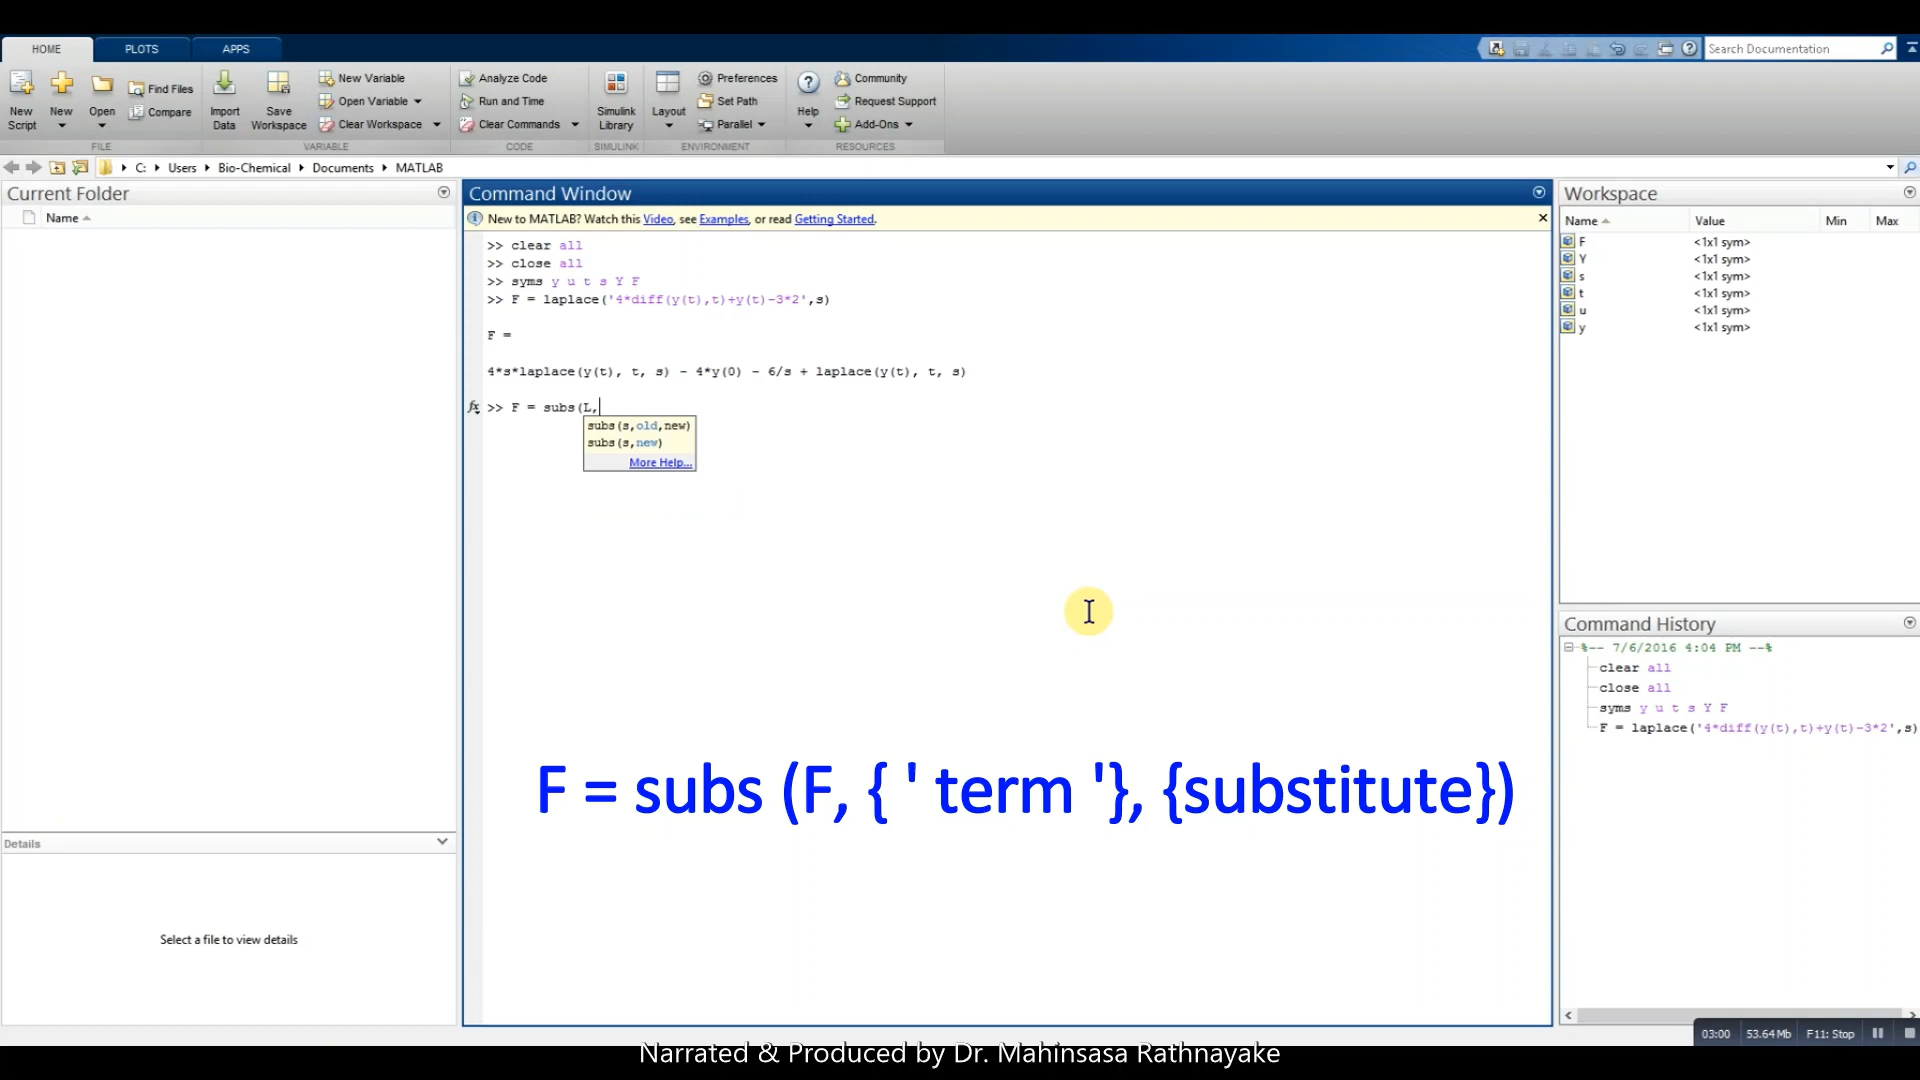 HOME PLOTS APPS
Search Documentation
New Script
New
Open
Find Files
Compare
FILE
Import Data
Save Workspace
New Variable
Open Variable
Clear Workspace
VARIABLE
Analyze Code
Run and Time
Clear Commands
CODE
Simulink Library
SIMULINK
Layout
Preferences
Set Path
Parallel
ENVIRONMENT
Help
Community
Request Support
Add-Ons
RESOURCES
C: Users Bio-Chemical Documents MATLAB
Current Folder
Name
Details
Select a file to view details
Command Window
New to MATLAB? Watch this Video, see Examples, or read Getting Started.
>> clear all
>> close all
>> syms y u t s Y F
>> F = laplace('4*diff(y(t),t)+y(t)-3*2',s)
F =
4*s*laplace(y(t), t, s) - 4*y(0) - 6/s + laplace(y(t), t, s)
fx >> F = subs(L,
subs(s,old,new)
subs(s,new)
More Help...
F = subs (F, { ' term '}, {substitute})
Workspace
Name Value Min Max
F <1x1 sym>
Y <1x1 sym>
s <1x1 sym>
t <1x1 sym>
u <1x1 sym>
y <1x1 sym>
Command History
%-- 7/6/2016 4:04 PM --%
clear all
close all
syms y u t s Y F
F = laplace('4*diff(y(t),t)+y(t)-3*2',s)
03:00 53.64Mb F11: Stop
Narrated & Produced by Dr. Mahinsasa Rathnayake